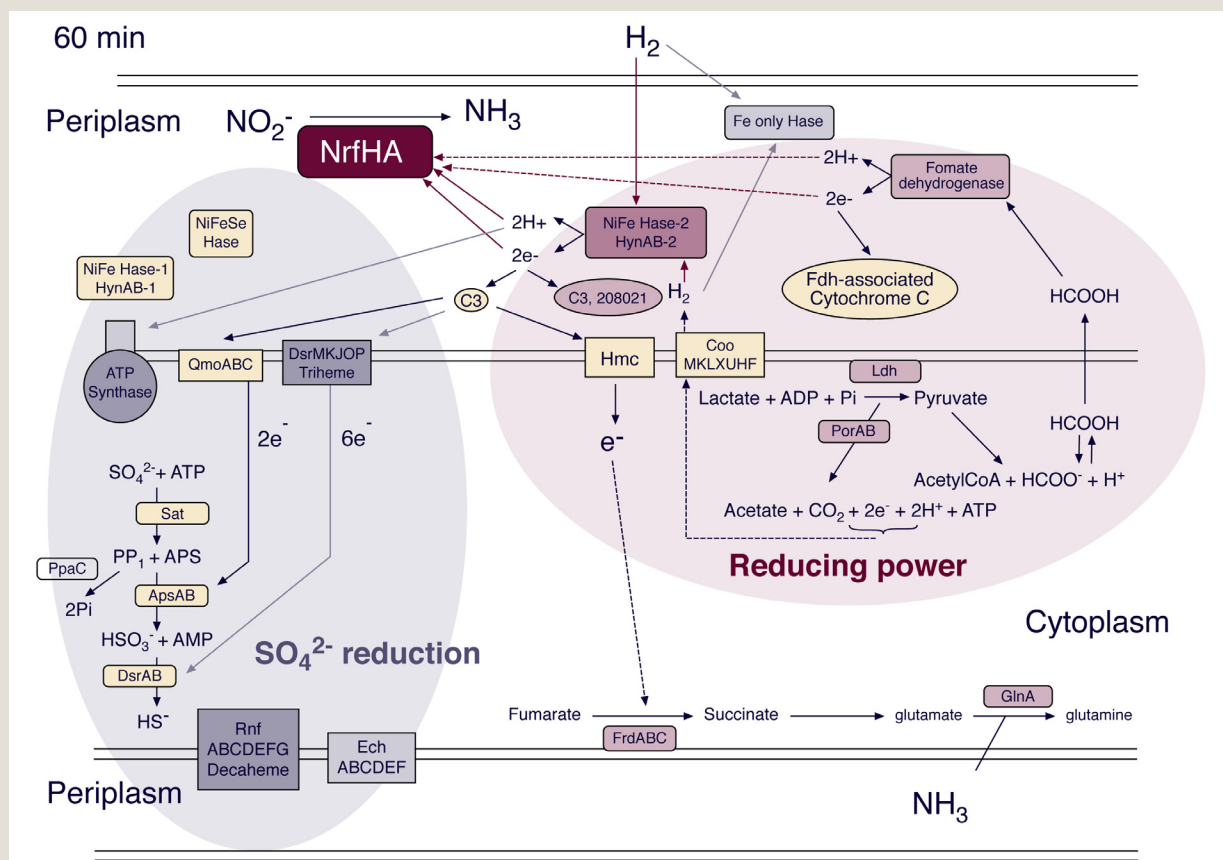 60 min
H₂
Periplasm
NO₂⁻
NH₃
NrfHA
Fe only Hase
2H+
2e-
Fomate
dehydrogenase
NiFeSe
Hase
NiFe Hase-1
HynAB-1
2H+
2e-
NiFe Hase-2
HynAB-2
C3
C3, 208021
H₂
Fdh-associated
Cytochrome C
HCOOH
ATP
Synthase
QmoABC
DsrMKJOP
Triheme
Hmc
Coo
MKLXUHF
Ldh
Lactate + ADP + Pi
Pyruvate
PorAB
HCOOH
AcetylCoA + HCOO⁻ + H⁺
Acetate + CO₂ + 2e⁻ + 2H⁺ + ATP
Reducing power
2e⁻
6e⁻
e⁻
SO₄²⁻ + ATP
Sat
PP₁ + APS
PpaC
2Pi
ApsAB
HSO₃⁻ + AMP
DsrAB
HS⁻
SO₄²⁻ reduction
Cytoplasm
Rnf
ABCDEFG
Decaheme
Ech
ABCDEF
Fumarate
Succinate
FrdABC
glutamate
GlnA
glutamine
Periplasm
NH₃